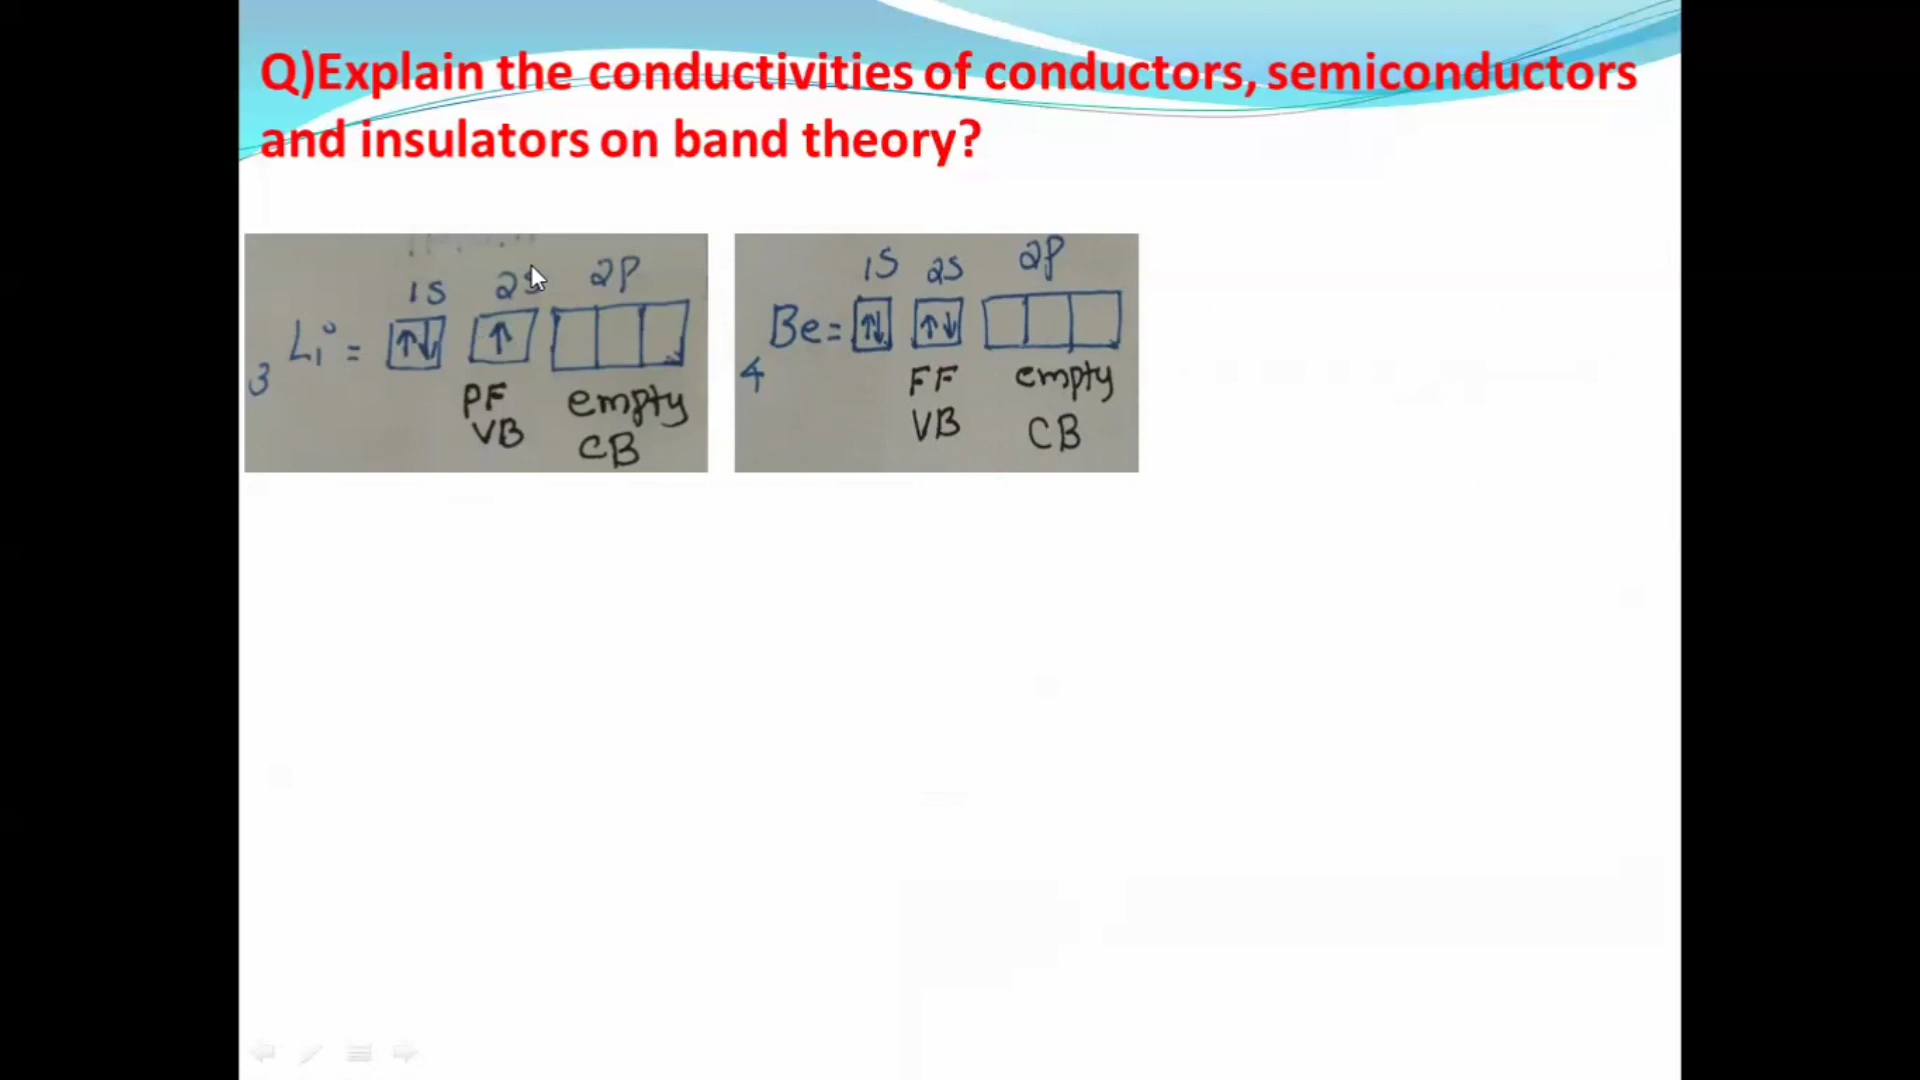 Q)Explain the conductivities of conductors, semiconductors
and insulators on band theory?
1s 2s 2p
3 Li =
PF empty
VB CB
1s 2s 2p
4 Be =
FF empty
VB CB